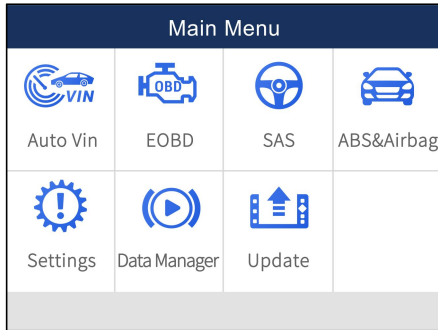 Main Menu
VIN
OBD
Auto Vin
EOBD
SAS
ABS&Airbag
Settings
Data Manager
Update